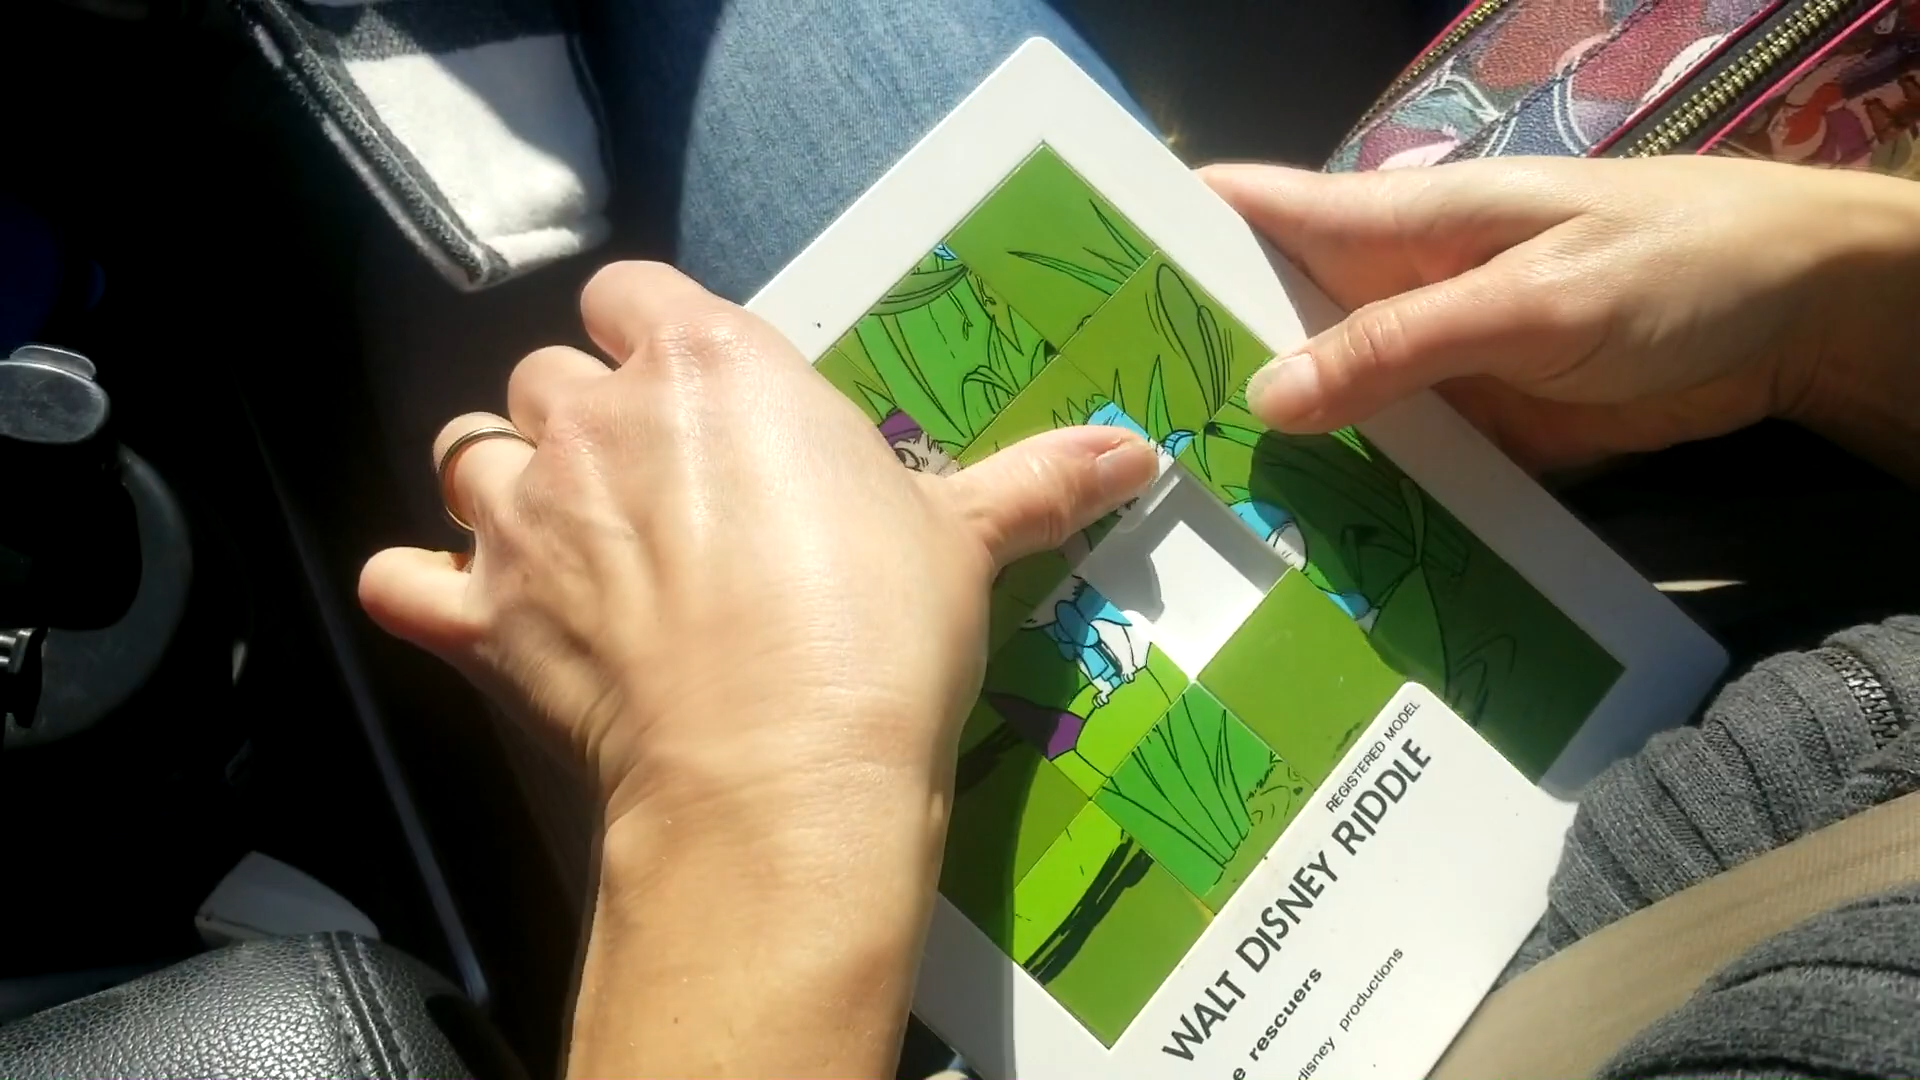 REGISTERED MODEL
WALT DISNEY RIDDLE
rescuers
disney productions